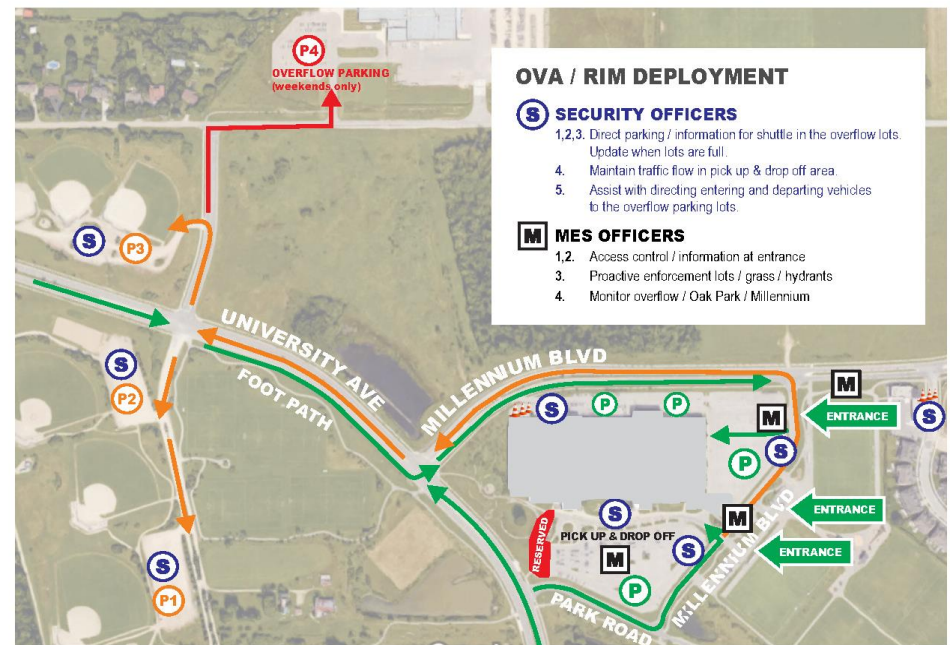 P4
OVERFLOW PARKING
(weekends only)
OVA / RIM DEPLOYMENT
S SECURITY OFFICERS
1,2,3. Direct parking / information for shuttle in the overflow lots.
Update when lots are full.
4. Maintain traffic flow in pick up & drop off area.
5. Assist with directing entering and departing vehicles
to the overflow parking lots.
M MES OFFICERS
1,2. Access control / information at entrance
3. Proactive enforcement lots / grass / hydrants
4. Monitor overflow / Oak Park / Millennium
S
P3
UNIVERSITY AVE
FOOT PATH
MILLENNIUM BLVD
S
P2
S
P
P
M
M
ENTRANCE
S
P
S
S
P1
RESERVED
S
PICK UP & DROP OFF
M
P
S
M
MILLENNIUM BLVD
ENTRANCE
ENTRANCE
PARK ROAD